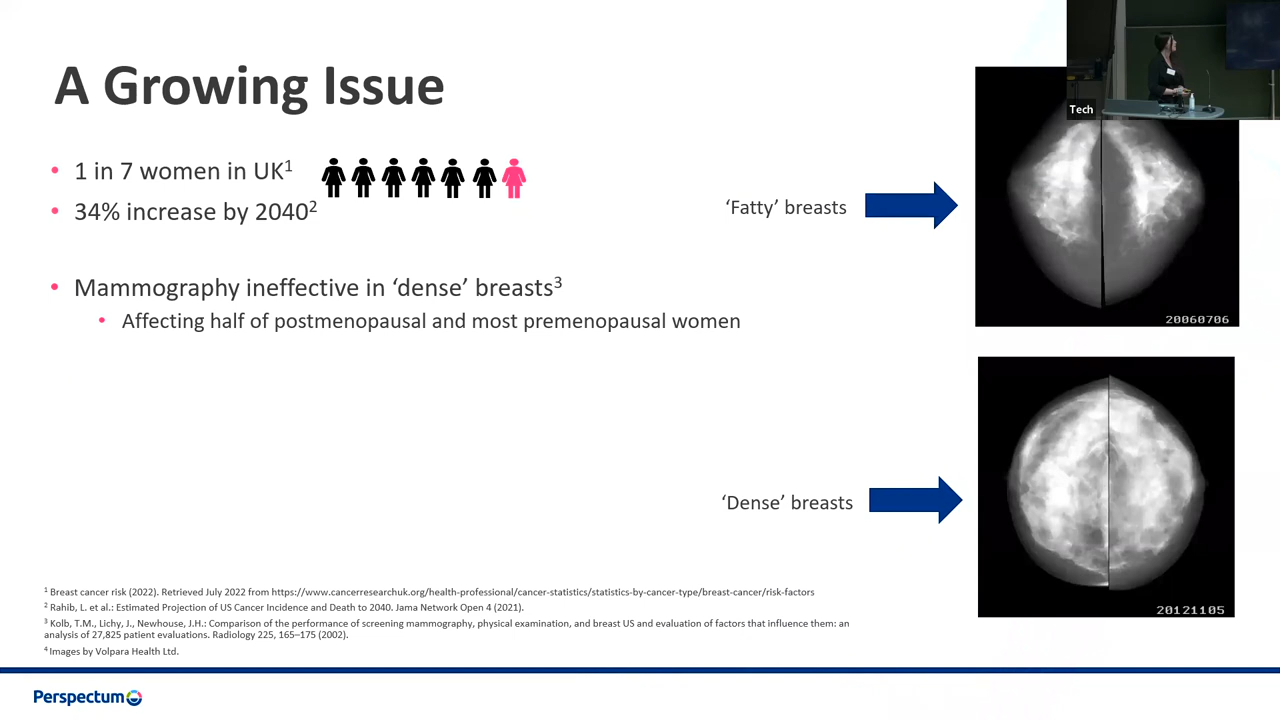 A Growing Issue
Tech
• 1 in 7 women in UK1
• 34% increase by 20402
‘Fatty’ breasts
• Mammography ineffective in ‘dense’ breasts3
• Affecting half of postmenopausal and most premenopausal women
20060706
‘Dense’ breasts
20121105
1 Breast cancer risk (2022). Retrieved July 2022 from https://www.cancerresearchuk.org/health-professional/cancer-statistics/statistics-by-cancer-type/breast-cancer/risk-factors
2 Rahib, L. et al.: Estimated Projection of US Cancer Incidence and Death to 2040. Jama Network Open 4 (2021).
3 Kolb, T.M., Lichy, J., Newhouse, J.H.: Comparison of the performance of screening mammography, physical examination, and breast US and evaluation of factors that influence them: an
analysis of 27,825 patient evaluations. Radiology 225, 165–175 (2002).
4 Images by Volpara Health Ltd.
Perspectum